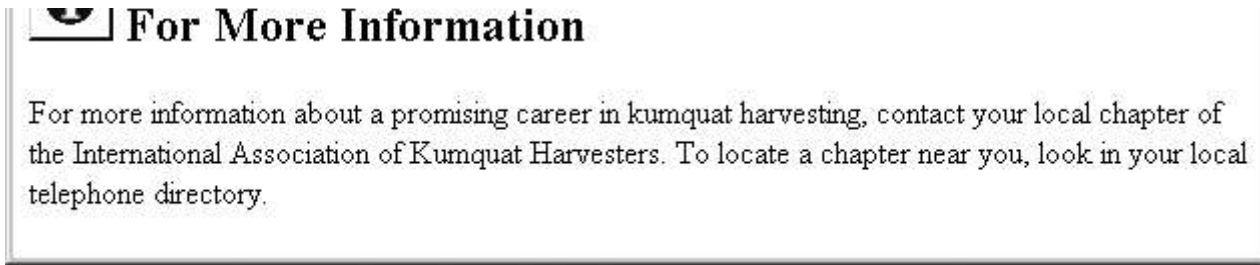 For More Information
For more information about a promising career in kumquat harvesting, contact your local chapter of
the International Association of Kumquat Harvesters. To locate a chapter near you, look in your local
telephone directory.